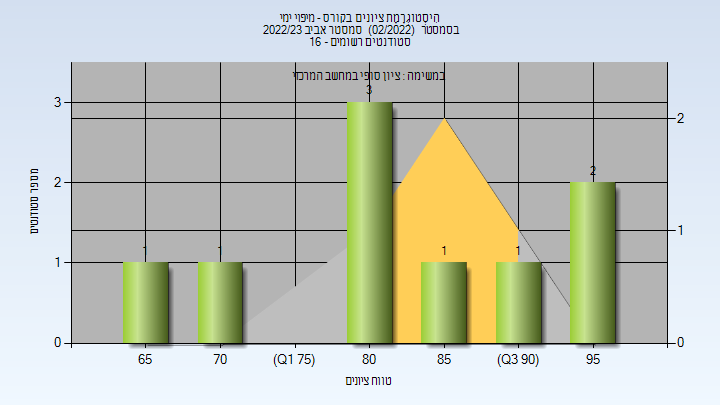 היסטוגרמת ציונים בקורס - מיפוי ימי
בסמסטר (02/2022) סמסטר אביב 2022/23
סטודנטים רשומים - 16
במשימה : ציון סופי במחשב המרכזי
מספר סטודנטים
3
2
1
0
2
1
0
1
1
3
1
1
2
65
70
(Q1 75)
80
85
(Q3 90)
95
טווח ציונים